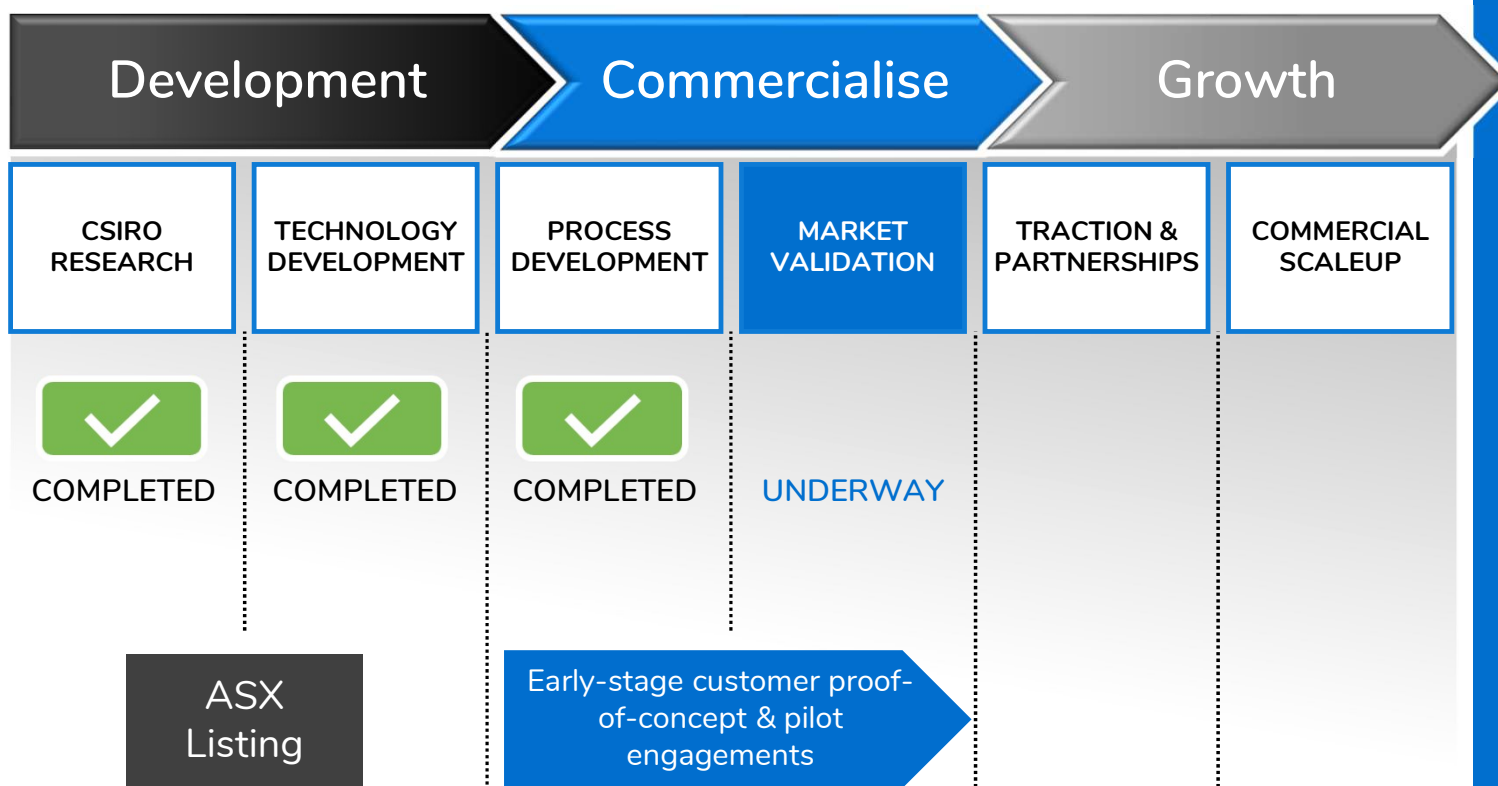 Development
Commercialise
Growth
CSIRO
RESEARCH
TECHNOLOGY
DEVELOPMENT
PROCESS
DEVELOPMENT
MARKET
VALIDATION
TRACTION &
PARTNERSHIPS
COMMERCIAL
SCALEUP
COMPLETED
COMPLETED
COMPLETED
UNDERWAY
ASX
Listing
Early-stage customer proof-
of-concept & pilot
engagements